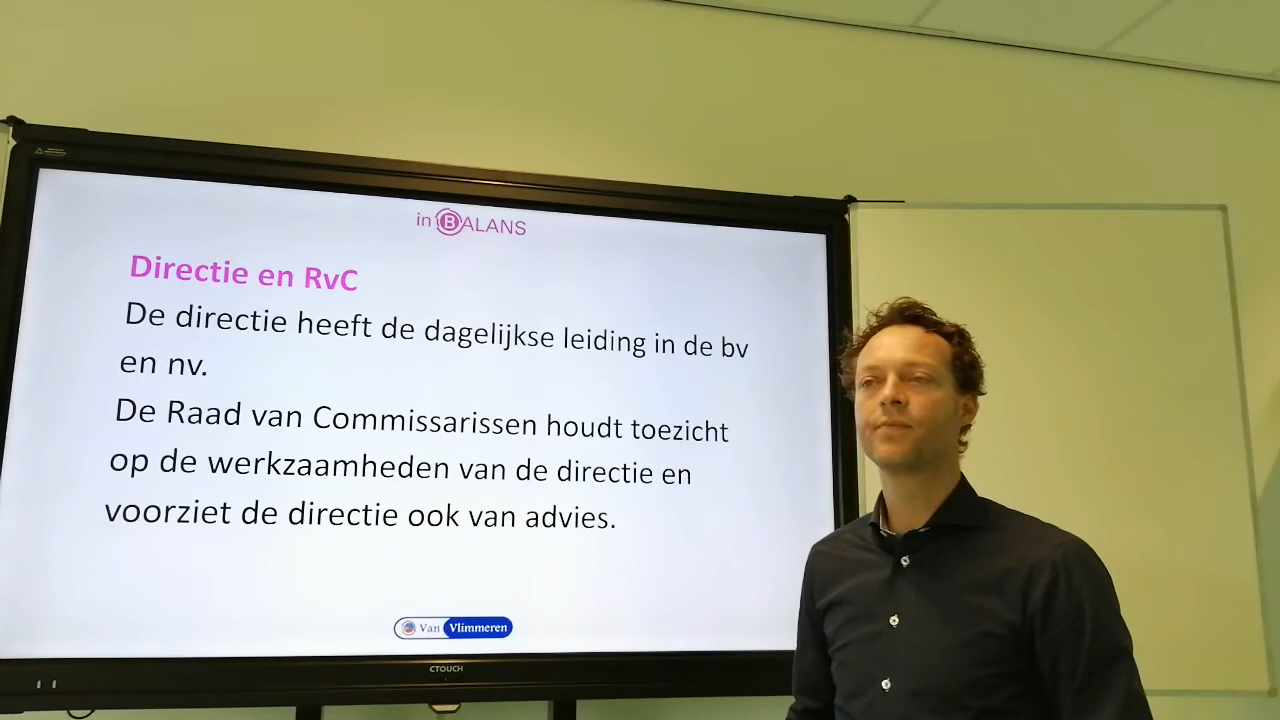 in BALANS
Directie en RvC
De directie heeft de dagelijkse leiding in de bv
en nv.
De Raad van Commissarissen houdt toezicht
op de werkzaamheden van de directie en
voorziet de directie ook van advies.
Van Vlimmeren
CTOUCH